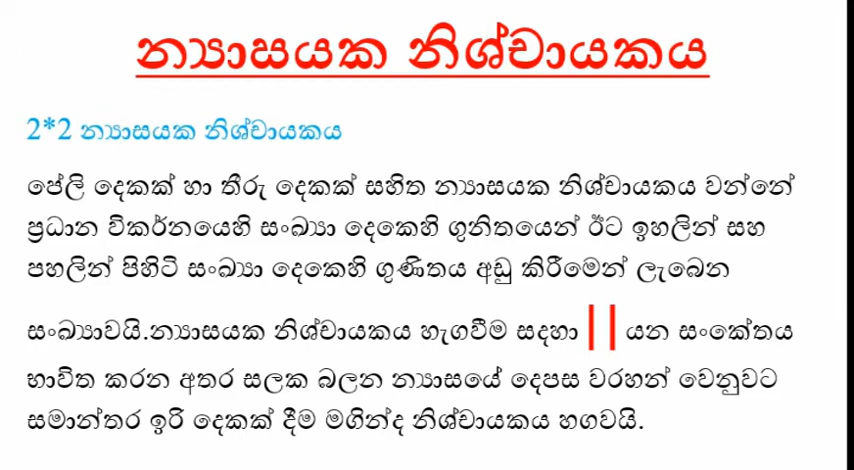 න්‍යාසයක නිශ්චායකය
2*2 න්‍යාසයක නිශ්චායකය
පේලි දෙකක් හා තීරු දෙකක් සහිත න්‍යාසයක නිශ්චායකය වන්නේ
ප්‍රධාන විකර්නයෙහි සංඛ්‍යා දෙකෙහි ගුනිතයෙන් ඊට ඉහලින් සහ
පහලින් පිහිටි සංඛ්‍යා දෙකෙහි ගුණිතය අඩු කිරීමෙන් ලැබෙන
සංඛ්‍යාවයි.න්‍යාසයක නිශ්චායකය හැගවීම සදහා | | යන සංකේතය
භාවිත කරන අතර සලක බලන න්‍යාසයේ දෙපස වරහන් වෙනුවට
සමාන්තර ඉරි දෙකක් දීම මගින්ද නිශ්චායකය හගවයි.